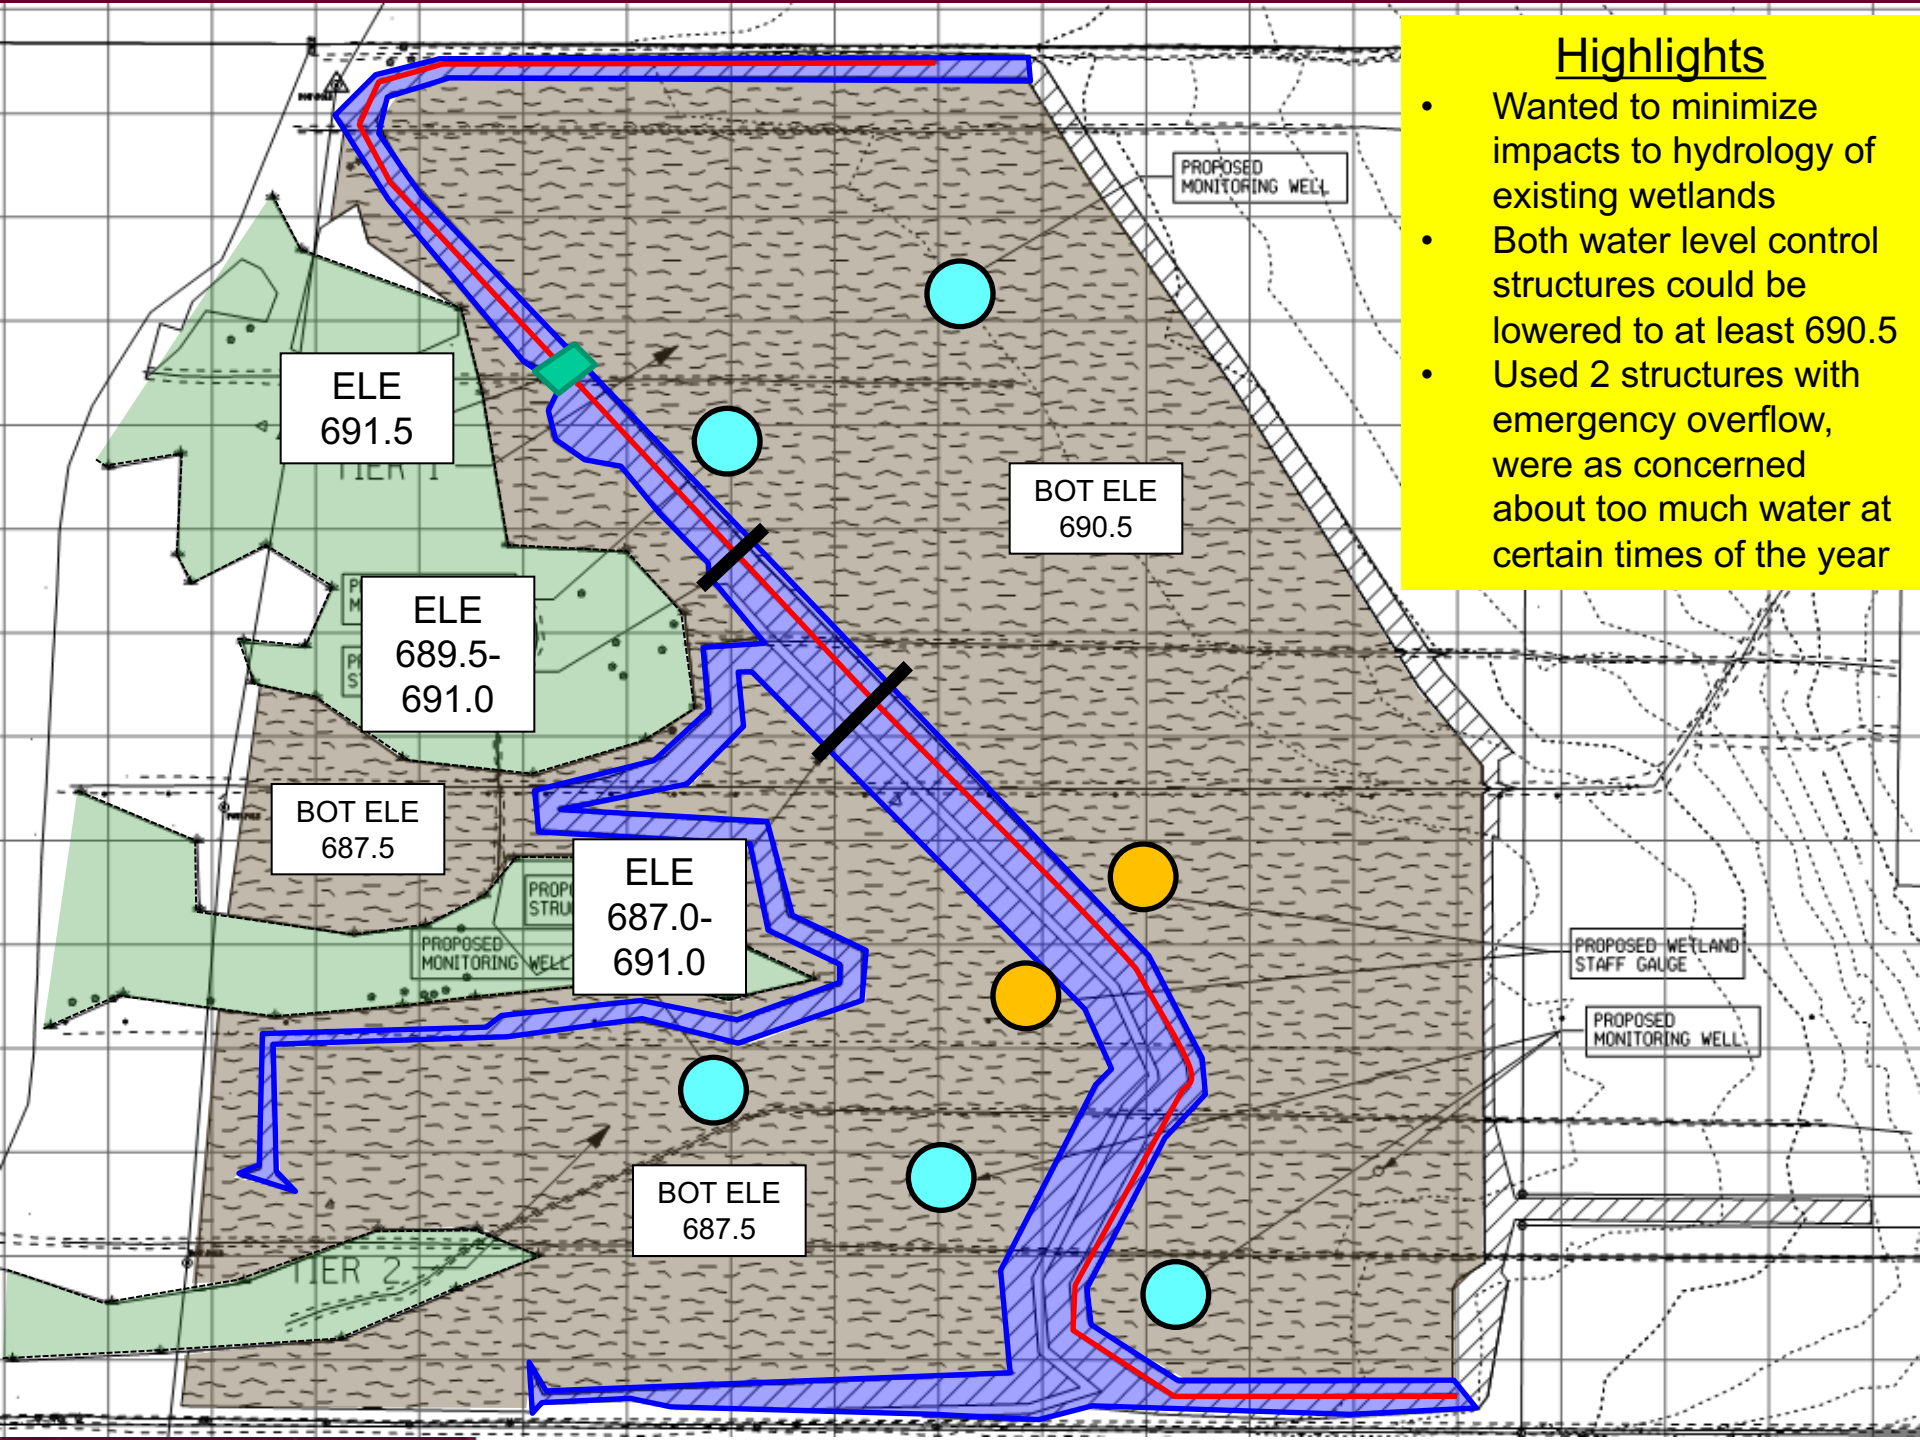 Highlights
• Wanted to minimize
impacts to hydrology of
existing wetlands
• Both water level control
structures could be
lowered to at least 690.5
• Used 2 structures with
emergency overflow,
were as concerned
about too much water at
certain times of the year
PROPOSED
MONITORING WELL
ELE
691.5
TIER 1
BOT ELE
690.5
ELE
689.5-
691.0
BOT ELE
687.5
ELE
687.0-
691.0
PROPOSED
MONITORING WELL
PROPOSED WETLAND
STAFF GAUGE
PROPOSED
MONITORING WELL
BOT ELE
687.5
TIER 2